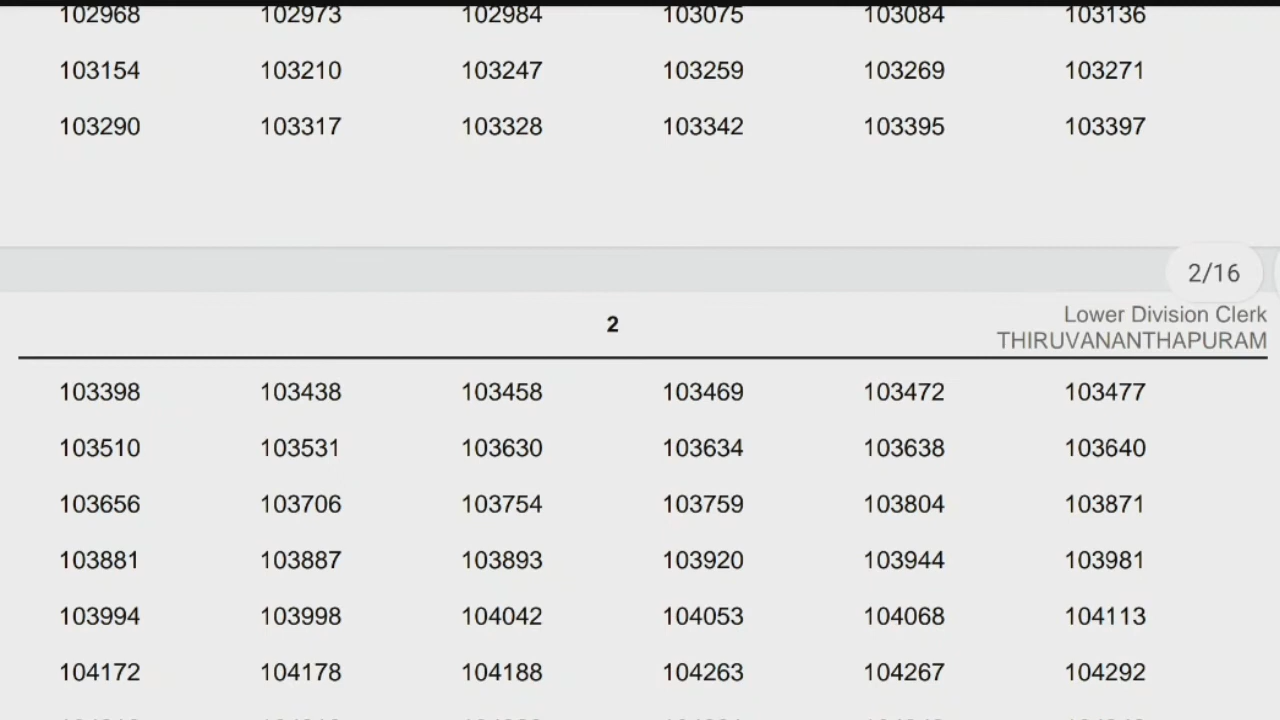 102968 102973 102984 103075 103084 103136
103154 103210 103247 103259 103269 103271
103290 103317 103328 103342 103395 103397
2/16
2 Lower Division Clerk
THIRUVANANTHAPURAM
103398 103438 103458 103469 103472 103477
103510 103531 103630 103634 103638 103640
103656 103706 103754 103759 103804 103871
103881 103887 103893 103920 103944 103981
103994 103998 104042 104053 104068 104113
104172 104178 104188 104263 104267 104292